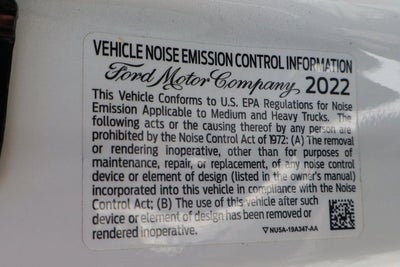 VEHICLE NOISE EMISSION CONTROL INFORMATION
Ford Motor Company 2022
This Vehicle Conforms to U.S. EPA Regulations for Noise
Emission Applicable to Medium and Heavy Trucks. The
following acts or the causing thereof by any person are
prohibited by the Noise Control Act of 1972: (A) The removal
or rendering inoperative, other than for purposes of
maintenance, repair, or replacement, of any noise control
device or element of design (listed in the owner's manual)
incorporated into this vehicle in compliance with the Noise
Control Act; (B) The use of this vehicle after such
device or element of design has been removed or
rendered inoperative.
NU5A-19A347-AA